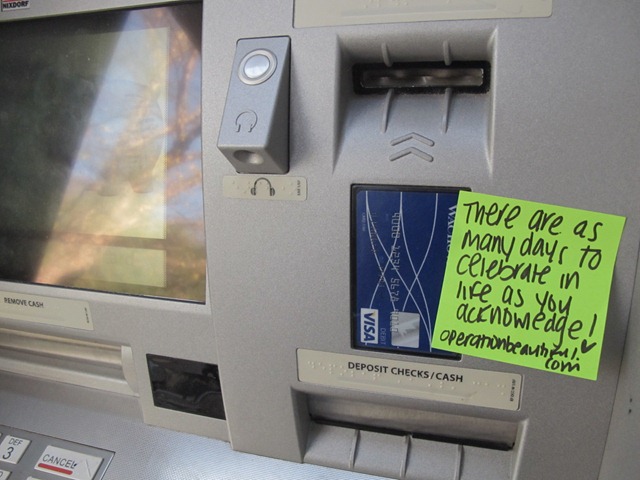 NIXDORF
There are as
many days to
celebrate in
life as you
acknowledge!
operationbeautiful.
com
VISA
DEPOSIT CHECKS/CASH
REMOVE CASH
DEF
3
CANCEL